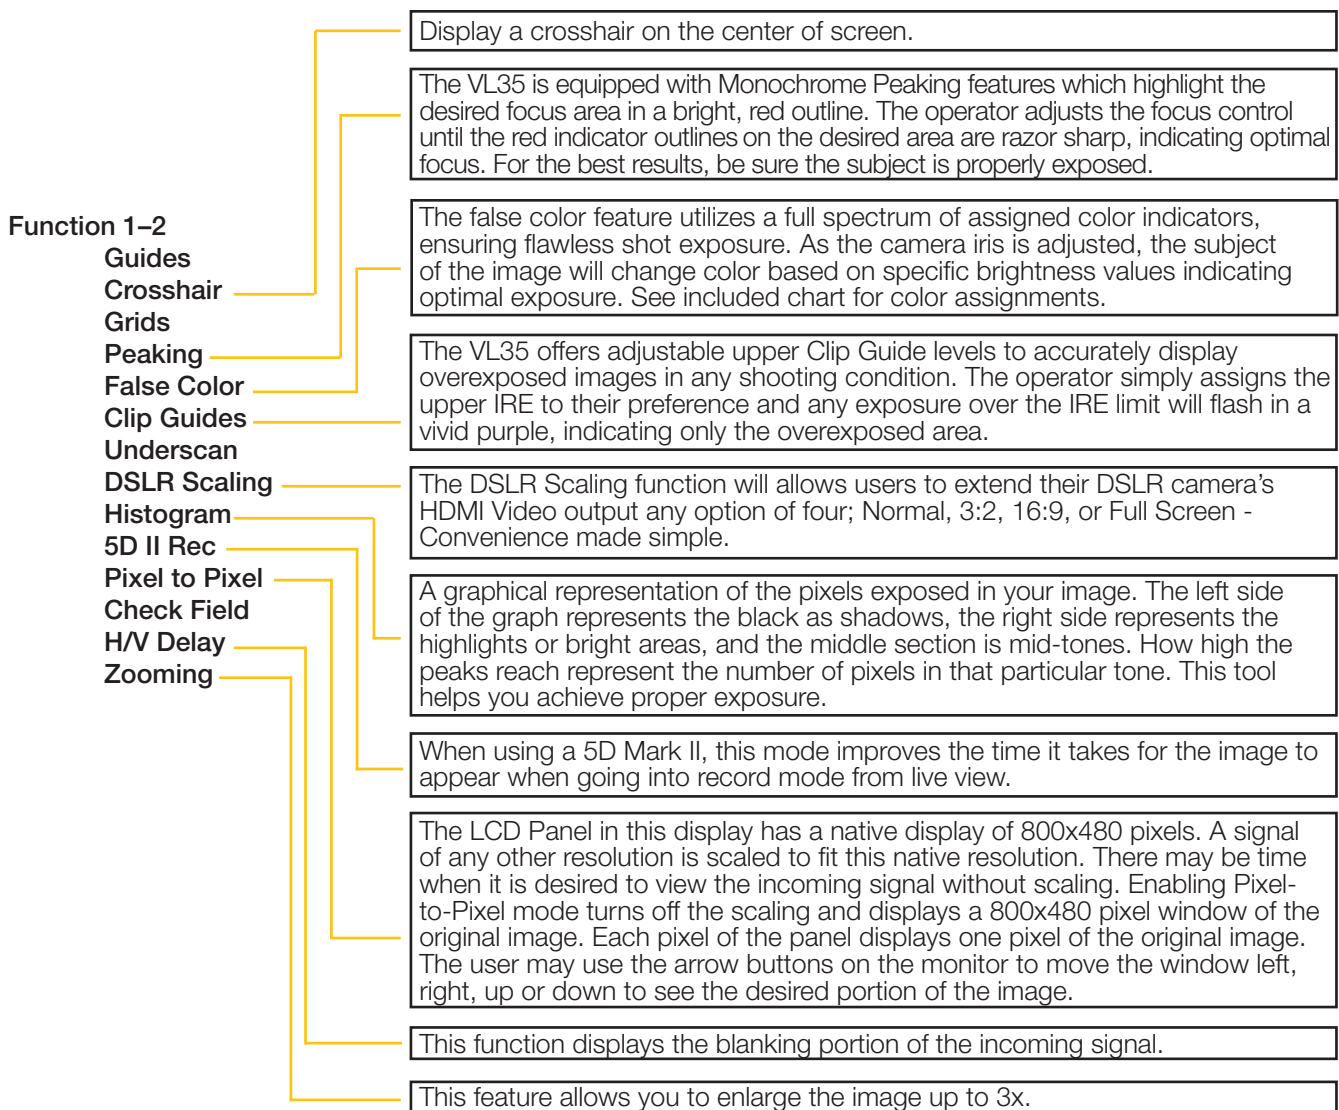 Function 1–2
Guides
Crosshair
Grids
Peaking
False Color
Clip Guides
Underscan
DSLR Scaling
Histogram
5D II Rec
Pixel to Pixel
Check Field
H/V Delay
Zooming
Display a crosshair on the center of screen.
The VL35 is equipped with Monochrome Peaking features which highlight the
desired focus area in a bright, red outline. The operator adjusts the focus control
until the red indicator outlines on the desired area are razor sharp, indicating optimal
focus. For the best results, be sure the subject is properly exposed.
The false color feature utilizes a full spectrum of assigned color indicators,
ensuring flawless shot exposure. As the camera iris is adjusted, the subject
of the image will change color based on specific brightness values indicating
optimal exposure. See included chart for color assignments.
The VL35 offers adjustable upper Clip Guide levels to accurately display
overexposed images in any shooting condition. The operator simply assigns the
upper IRE to their preference and any exposure over the IRE limit will flash in a
vivid purple, indicating only the overexposed area.
The DSLR Scaling function will allows users to extend their DSLR camera’s
HDMI Video output any option of four; Normal, 3:2, 16:9, or Full Screen -
Convenience made simple.
A graphical representation of the pixels exposed in your image. The left side
of the graph represents the black as shadows, the right side represents the
highlights or bright areas, and the middle section is mid-tones. How high the
peaks reach represent the number of pixels in that particular tone. This tool
helps you achieve proper exposure.
When using a 5D Mark II, this mode improves the time it takes for the image to
appear when going into record mode from live view.
The LCD Panel in this display has a native display of 800x480 pixels. A signal
of any other resolution is scaled to fit this native resolution. There may be time
when it is desired to view the incoming signal without scaling. Enabling Pixel-
to-Pixel mode turns off the scaling and displays a 800x480 pixel window of the
original image. Each pixel of the panel displays one pixel of the original image.
The user may use the arrow buttons on the monitor to move the window left,
right, up or down to see the desired portion of the image.
This function displays the blanking portion of the incoming signal.
This feature allows you to enlarge the image up to 3x.